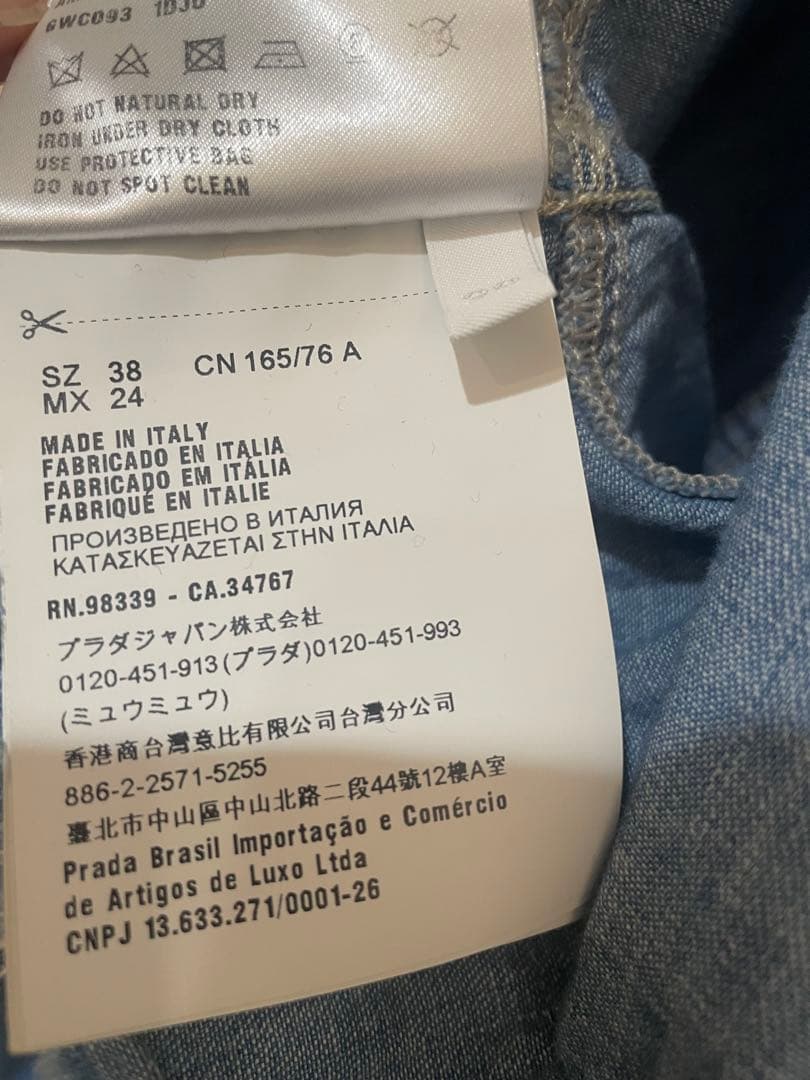 GWC093
DO NOT NATURAL DRY
IRON UNDER DRY CLOTH
USE PROTECTIVE BAG
DO NOT SPOT CLEAN
SZ 38 CN 165/76 A
MX 24
MADE IN ITALY
FABRICADO EN ITALIA
FABRICADO EM ITÁLIA
FABRIQUÉ EN ITALIE
ПРОИЗВЕДЕНО В ИТАЛИЯ
ΚΑΤΑΣΚΕΥΑΖΕΤΑΙ ΣΤΗΝ ΙΤΑΛΙΑ
RN.98339 - CA.34767
プラダジャパン株式会社
0120-451-913(プラダ)0120-451-993
(ミュウミュウ)
香港商台灣意比有限公司台灣分公司
886-2-2571-5255
臺北市中山區中山北路二段44號12樓A室
Prada Brasil Importação e Comércio
de Artigos de Luxo Ltda
CNPJ 13.633.271/0001-26